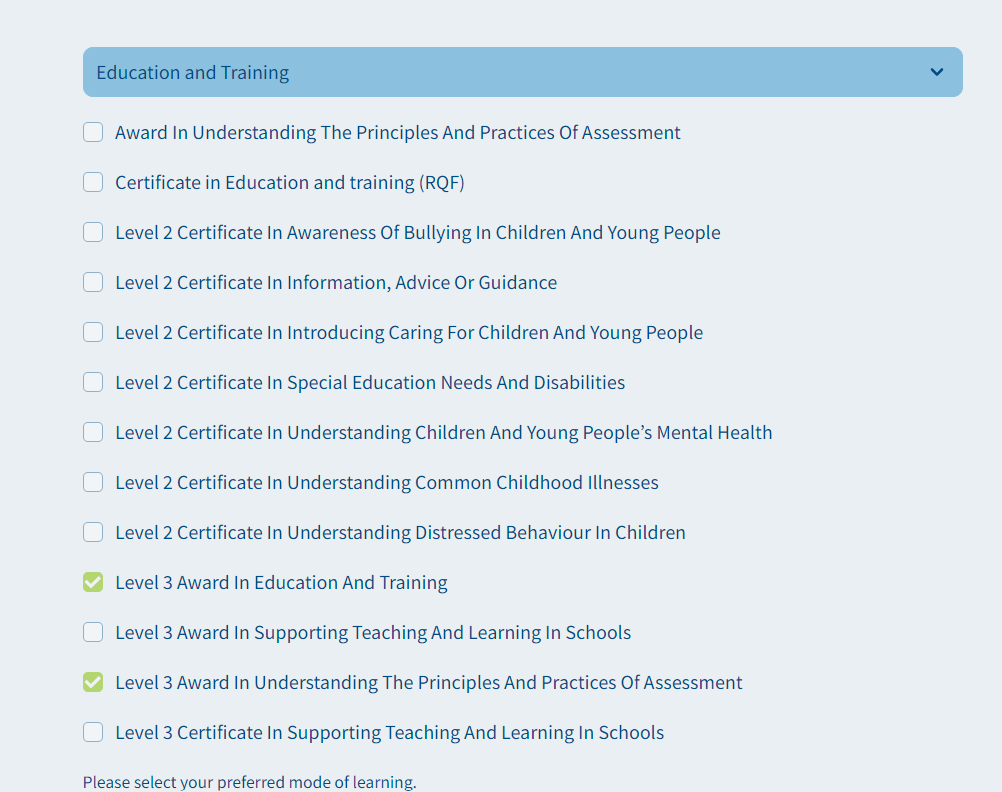 Education and Training
Award In Understanding The Principles And Practices Of Assessment
Certificate in Education and training (RQF)
Level 2 Certificate In Awareness Of Bullying In Children And Young People
Level 2 Certificate In Information, Advice Or Guidance
Level 2 Certificate In Introducing Caring For Children And Young People
Level 2 Certificate In Special Education Needs And Disabilities
Level 2 Certificate In Understanding Children And Young People’s Mental Health
Level 2 Certificate In Understanding Common Childhood Illnesses
Level 2 Certificate In Understanding Distressed Behaviour In Children
Level 3 Award In Education And Training
Level 3 Award In Supporting Teaching And Learning In Schools
Level 3 Award In Understanding The Principles And Practices Of Assessment
Level 3 Certificate In Supporting Teaching And Learning In Schools
Please select your preferred mode of learning.